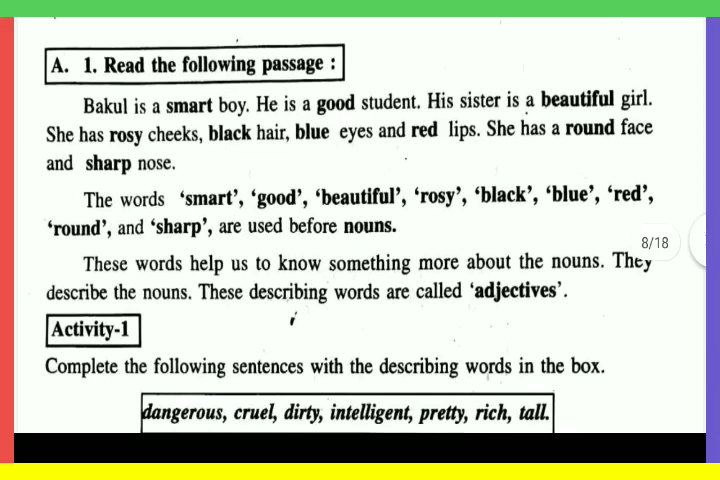 A. 1. Read the following passage :
Bakul is a smart boy. He is a good student. His sister is a beautiful girl.
She has rosy cheeks, black hair, blue eyes and red lips. She has a round face
and sharp nose.
The words ‘smart’, ‘good’, ‘beautiful’, ‘rosy’, ‘black’, ‘blue’, ‘red’,
‘round’, and ‘sharp’, are used before nouns.
8/18
These words help us to know something more about the nouns. They
describe the nouns. These describing words are called ‘adjectives’.
Activity-1
Complete the following sentences with the describing words in the box.
dangerous, cruel, dirty, intelligent, pretty, rich, tall.